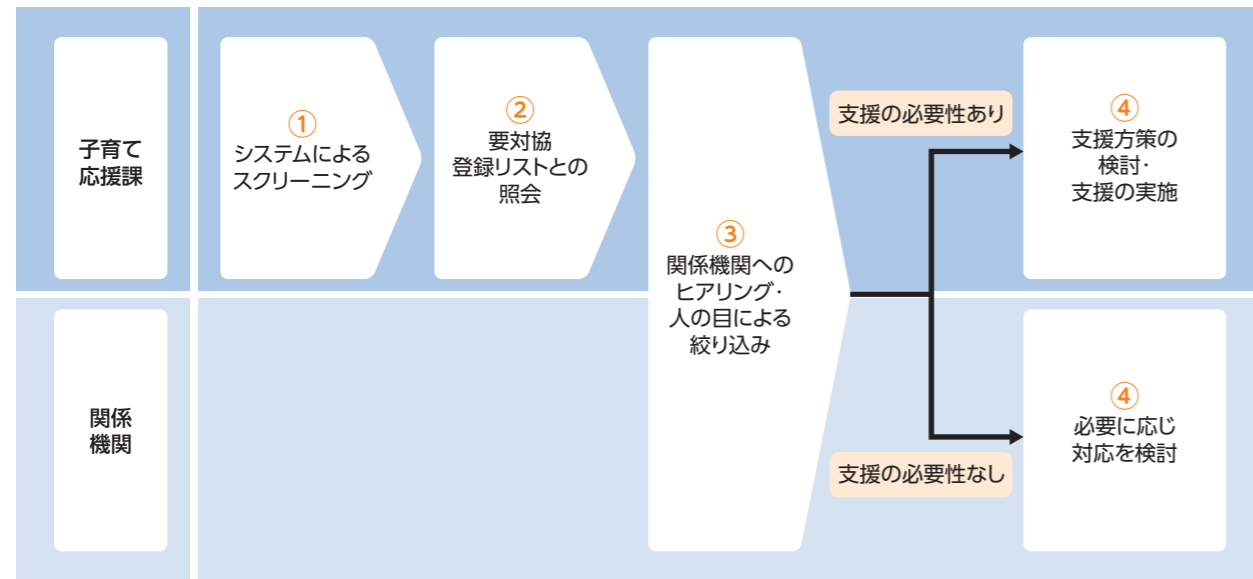 子育て
応援課
①
システムによる
スクリーニング
②
要対協
登録リストとの
照会
③
関係機関への
ヒアリング・
人の目による
絞り込み
支援の必要性あり
④
支援方策の
検討・
支援の実施
関係
機関
支援の必要性なし
④
必要に応じ
対応を検討